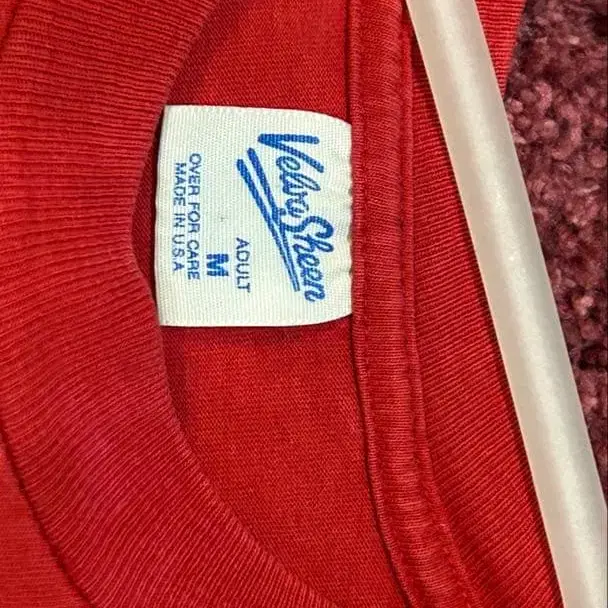 Velva Sheen
ADULT
M
OVER FOR CARE
MADE IN U.S.A